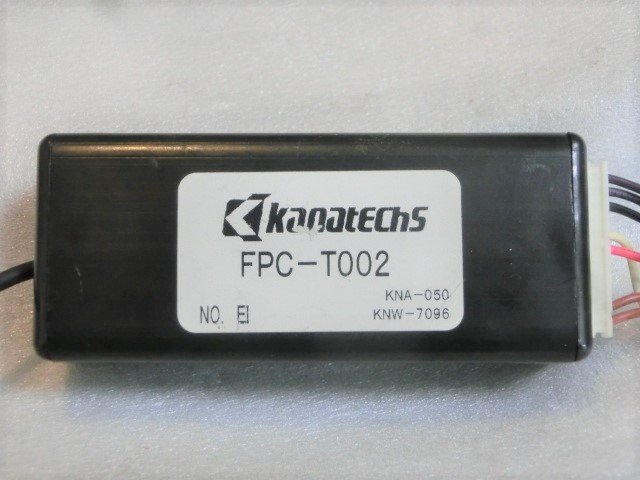 Kanatechs
FPC-T002
KNA-050
NO. EI KNW-7096